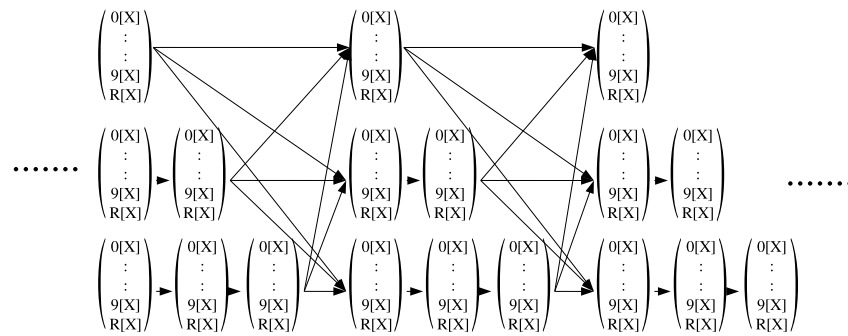 0[X] 0[X] 0[X]
: : :
: : :
9[X] 9[X] 9[X]
R[X] R[X] R[X]
0[X] 0[X] 0[X] 0[X] 0[X] 0[X]
: : : : : :
....... : : : : : : .......
9[X] 9[X] 9[X] 9[X] 9[X] 9[X]
R[X] R[X] R[X] R[X] R[X] R[X]
0[X] 0[X] 0[X] 0[X] 0[X] 0[X] 0[X] 0[X] 0[X]
: : : : : : : : :
: : : : : : : : :
9[X] 9[X] 9[X] 9[X] 9[X] 9[X] 9[X] 9[X] 9[X]
R[X] R[X] R[X] R[X] R[X] R[X] R[X] R[X] R[X]